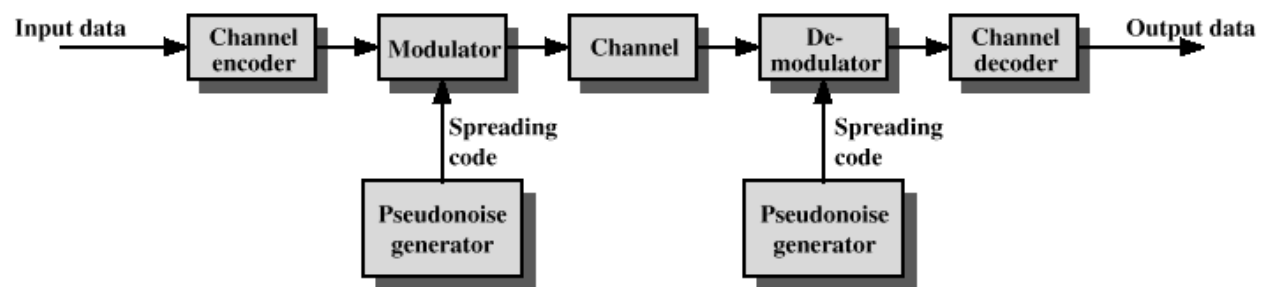 Input data
Channel
encoder
Modulator
Channel
De-
modulator
Channel
decoder
Output data
Spreading
code
Spreading
code
Pseudonoise
generator
Pseudonoise
generator